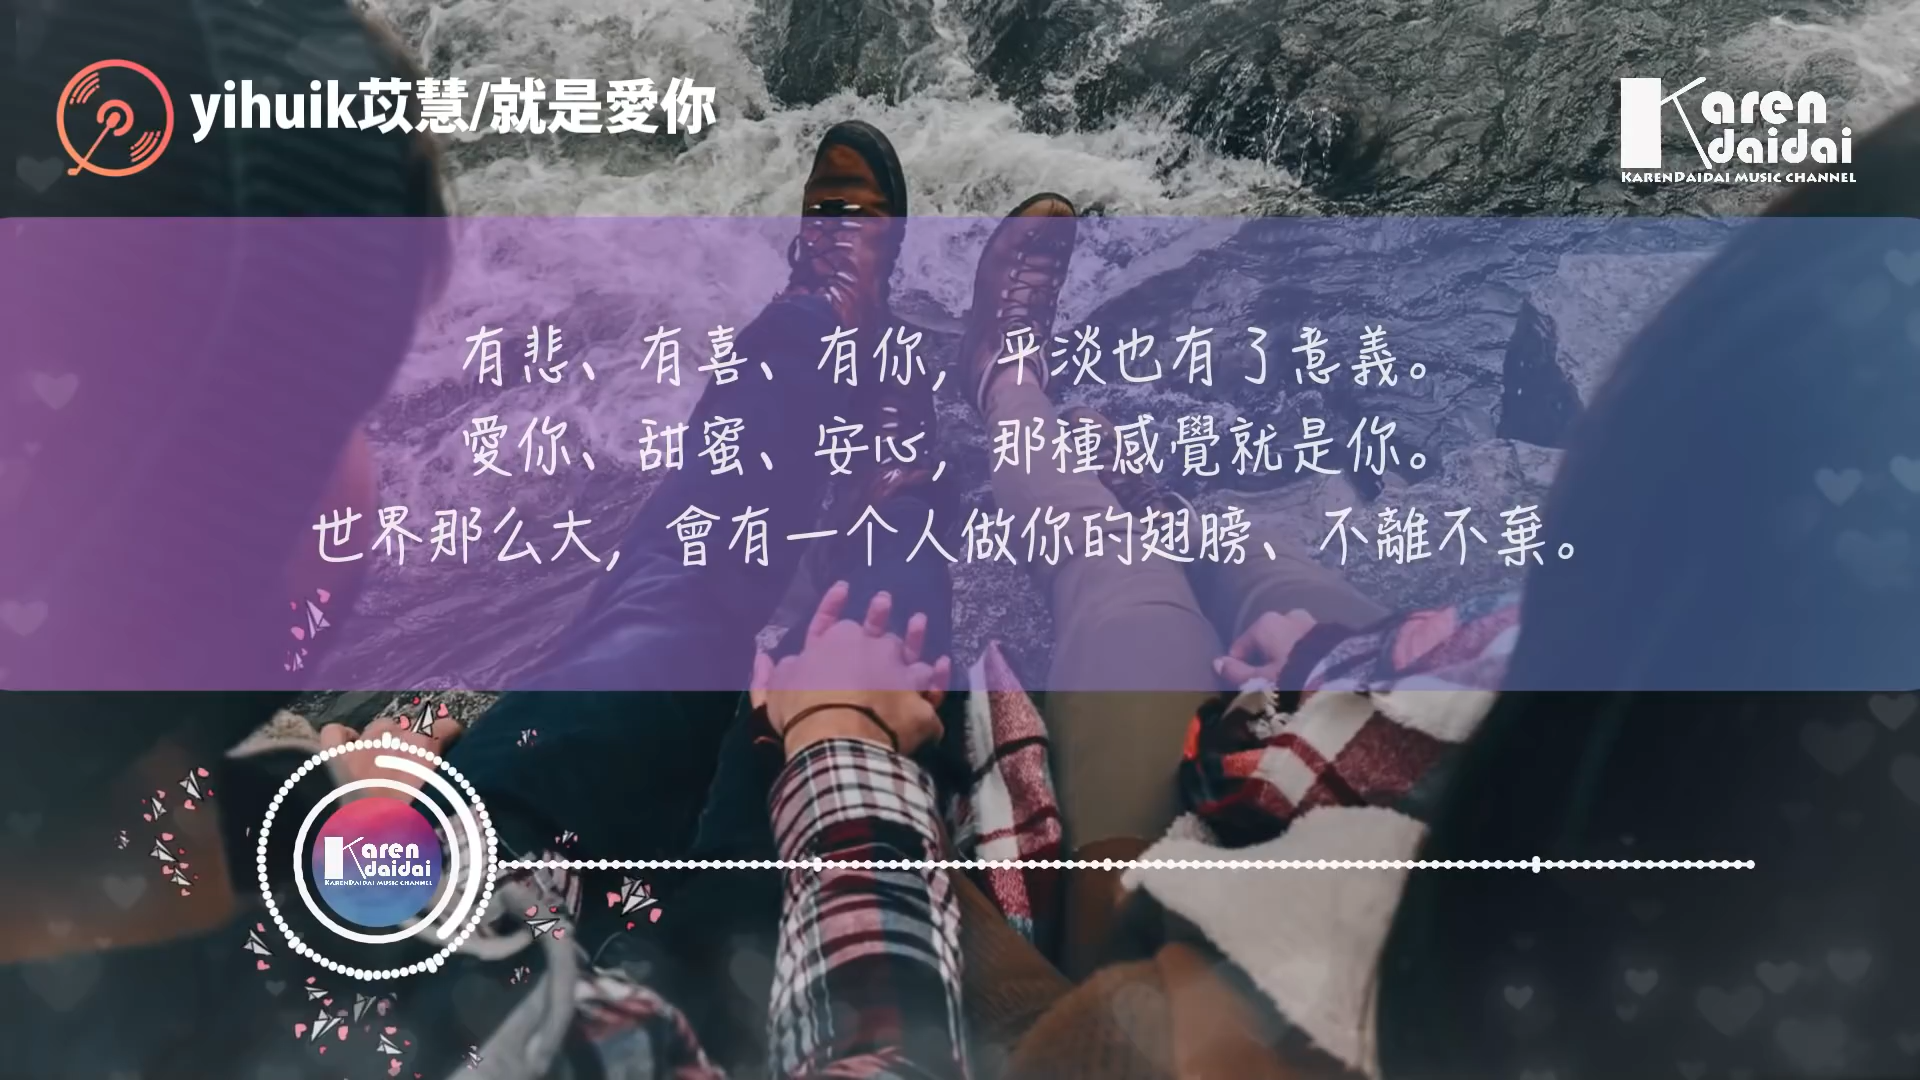 yihuik苡慧/就是愛你
Karen
daidai
KARENDAIDAI MUSIC CHANNEL
有悲、有喜、有你,平淡也有了意義。
愛你、甜蜜、安心,那種感覺就是你。
世界那么大,會有一个人做你的翅膀、不離不棄。
Karen
daidai
KARENDAIDAI MUSIC CHANNEL